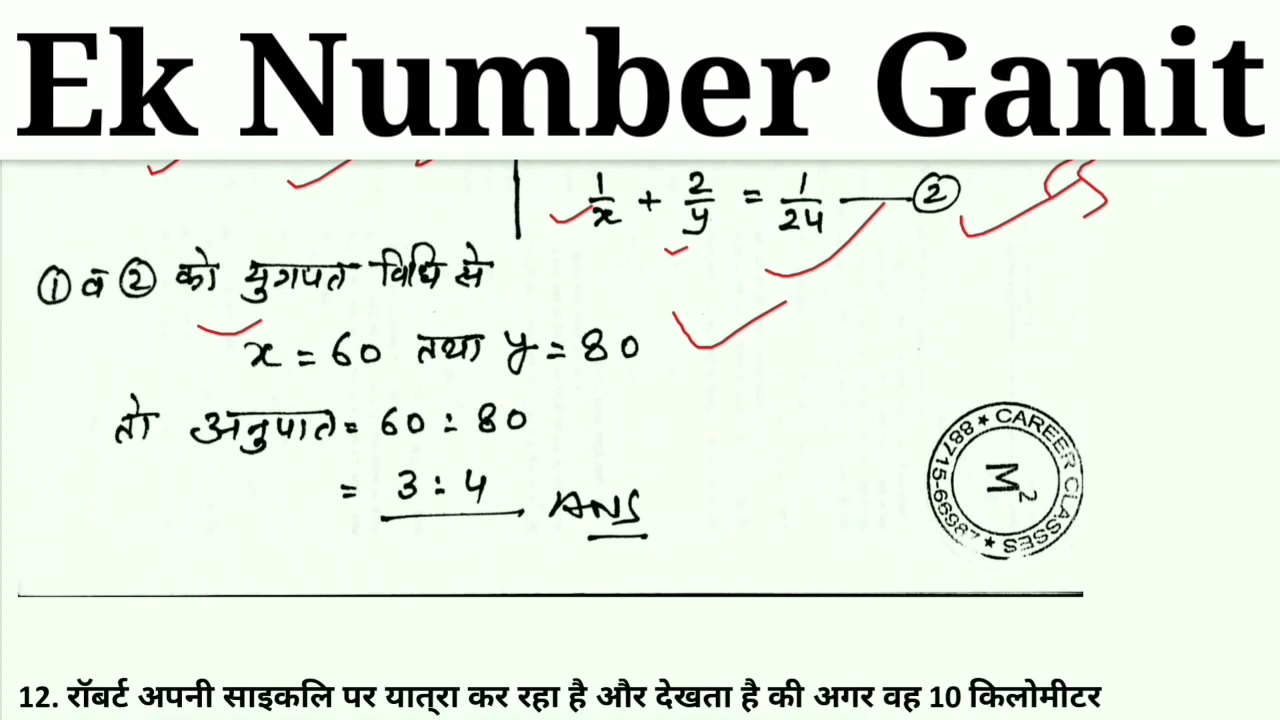 Ek Number Ganit
1/x + 2/y = 1/24 — ②
① व ② को युगपत विधि से
x = 60 तथा y = 80
तो अनुपात = 60 : 80
= 3 : 4 ANS
★ CAREER CLASSES ★
M²
12. रॉबर्ट अपनी साइकलि पर यात्रा कर रहा है और देखता है की अगर वह 10 किलोमीटर